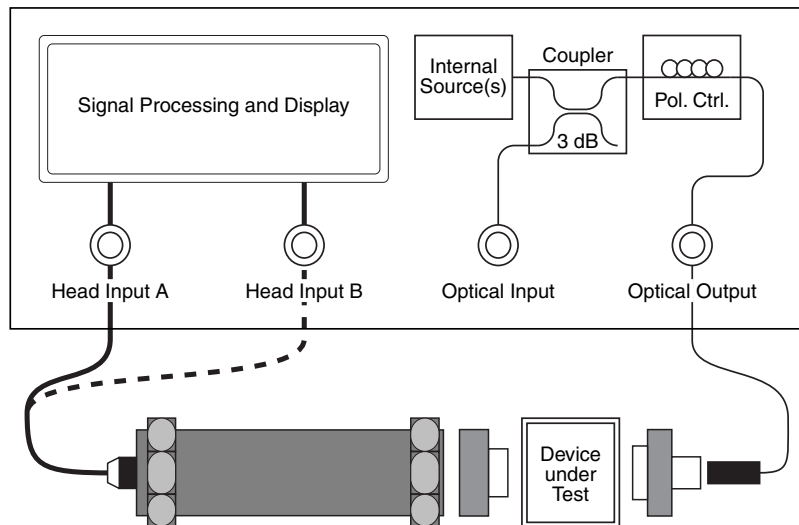 Signal Processing and Display
Internal
Source(s)
Coupler
3 dB
Pol. Ctrl.
Head Input A
Head Input B
Optical Input
Optical Output
Device
under
Test